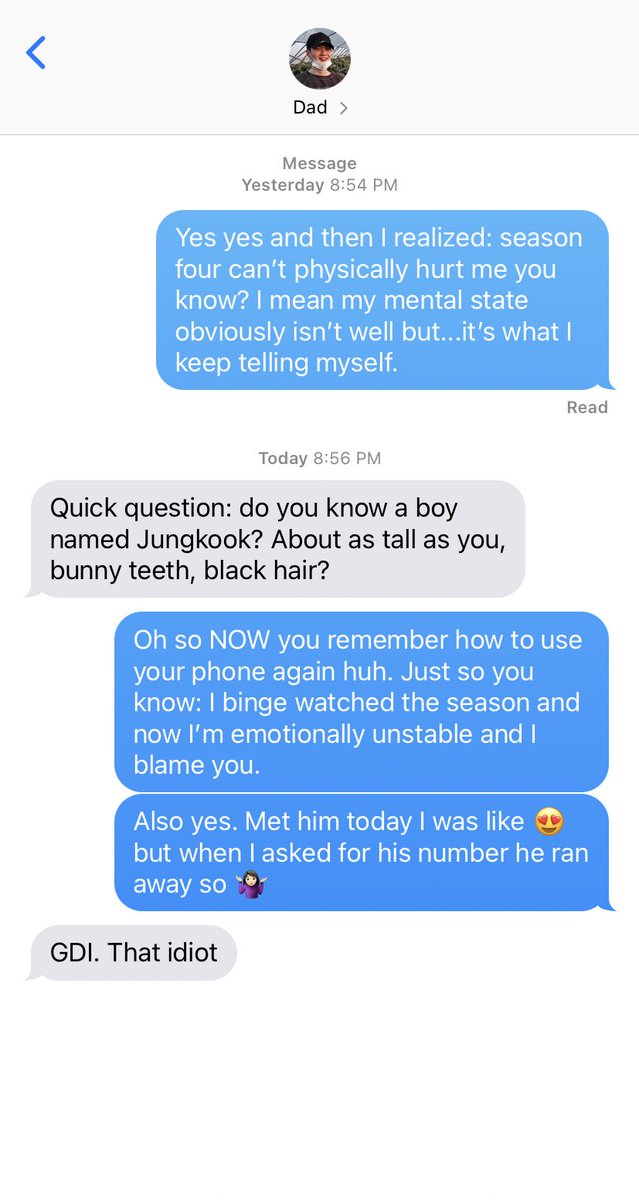 Dad
Message
Yesterday 8:54 PM
Yes yes and then I realized: season
four can’t physically hurt me you
know? I mean my mental state
obviously isn’t well but...it’s what I
keep telling myself.
Read
Today 8:56 PM
Quick question: do you know a boy
named Jungkook? About as tall as you,
bunny teeth, black hair?
Oh so NOW you remember how to use
your phone again huh. Just so you
know: I binge watched the season and
now I’m emotionally unstable and I
blame you.
Also yes. Met him today I was like 😍
but when I asked for his number he ran
away so 🤷🏻‍♀️
GDI. That idiot